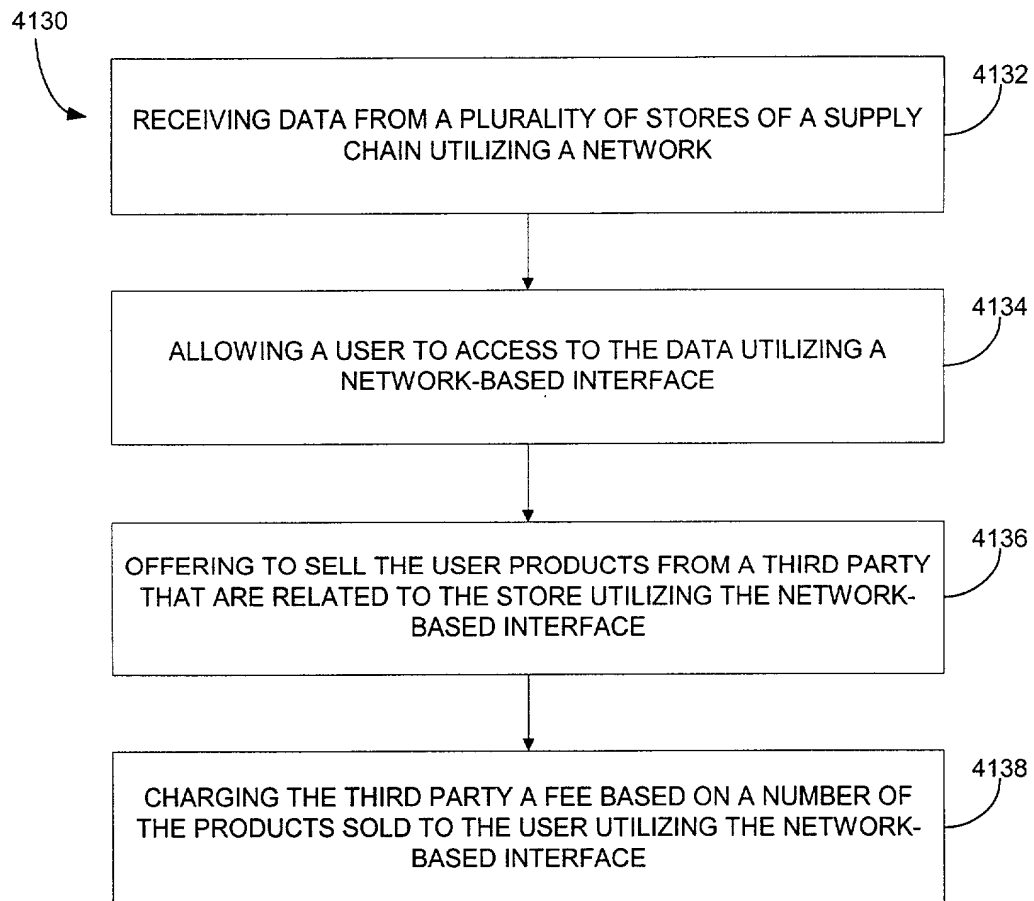 4130
4132
RECEIVING DATA FROM A PLURALITY OF STORES OF A SUPPLY
CHAIN UTILIZING A NETWORK
4134
ALLOWING A USER TO ACCESS TO THE DATA UTILIZING A
NETWORK-BASED INTERFACE
4136
OFFERING TO SELL THE USER PRODUCTS FROM A THIRD PARTY
THAT ARE RELATED TO THE STORE UTILIZING THE NETWORK-
BASED INTERFACE
4138
CHARGING THE THIRD PARTY A FEE BASED ON A NUMBER OF
THE PRODUCTS SOLD TO THE USER UTILIZING THE NETWORK-
BASED INTERFACE